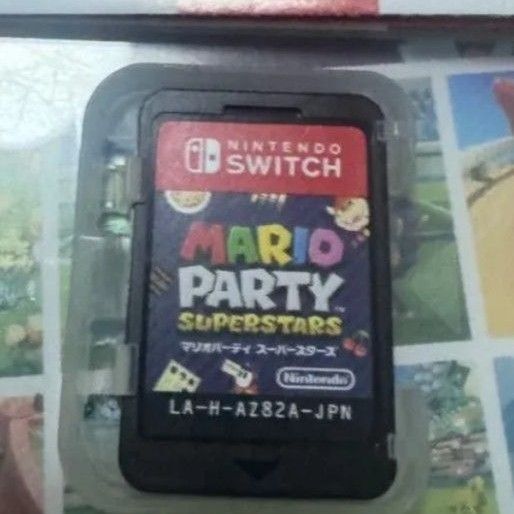 NINTENDO
SWITCH
MARIO
PARTY™
SUPERSTARS
マリオパーティ スーパースターズ
Nintendo
LA-H-AZ82A-JPN